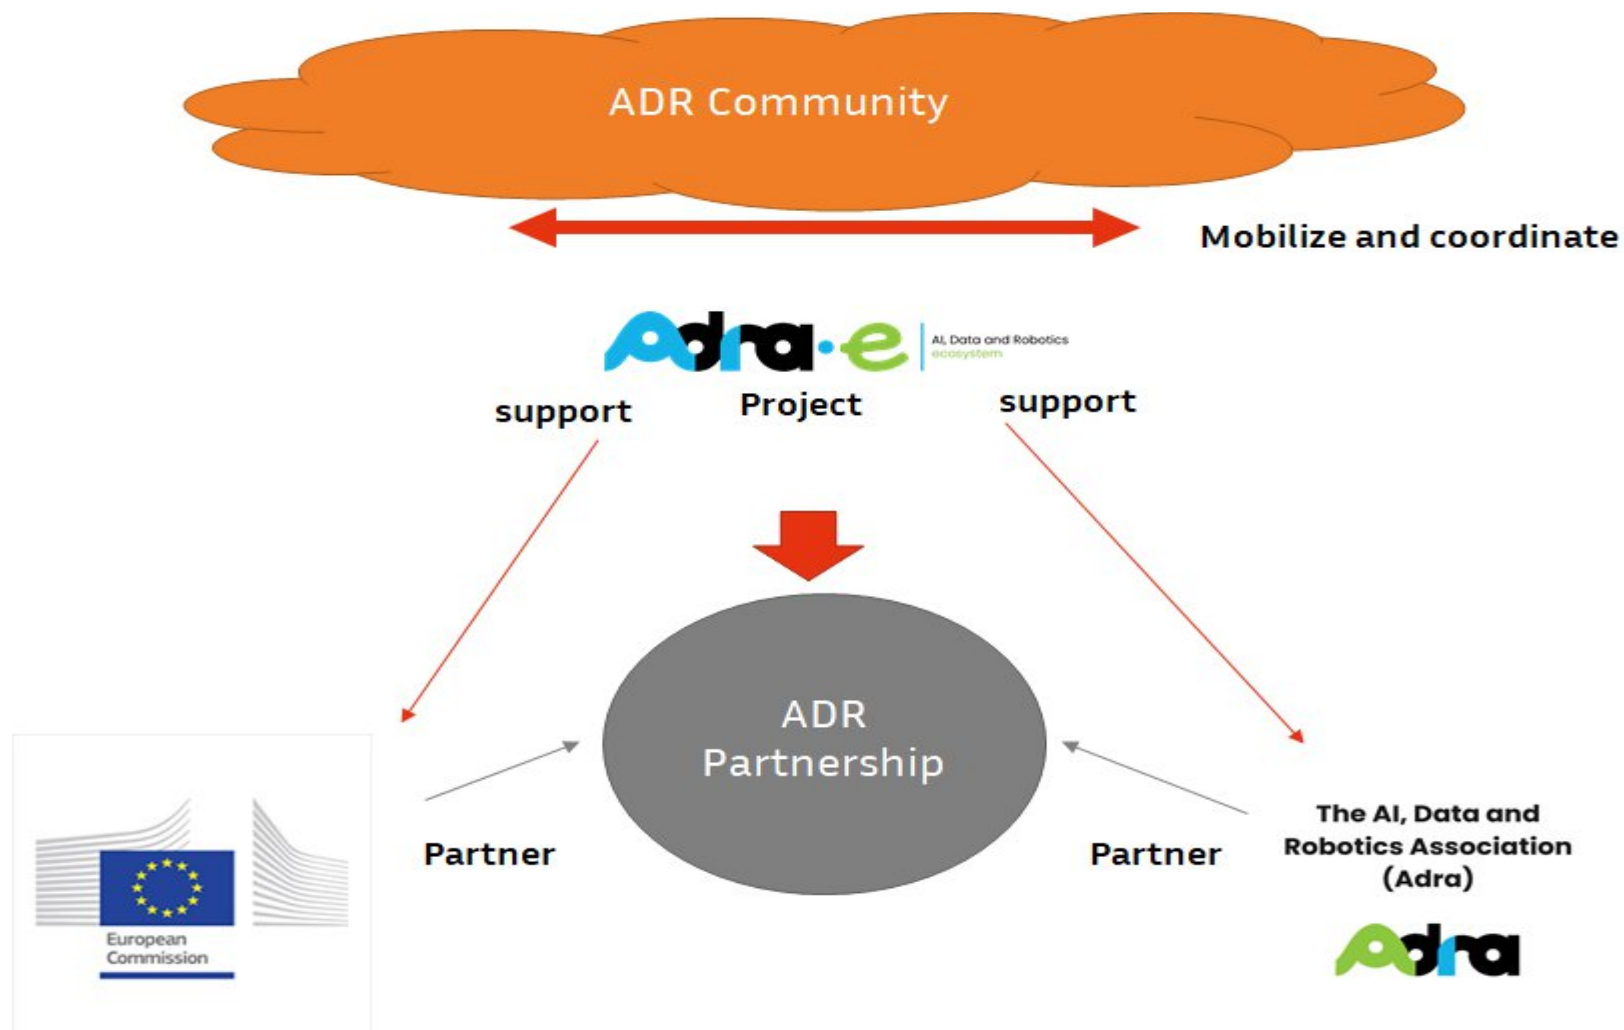 ADR Community
Mobilize and coordinate
Adra-e
AI, Data and Robotics
ecosystem
support
Project
support
ADR
Partnership
European
Commission
Partner
Partner
The AI, Data and
Robotics Association
(Adra)
Adra